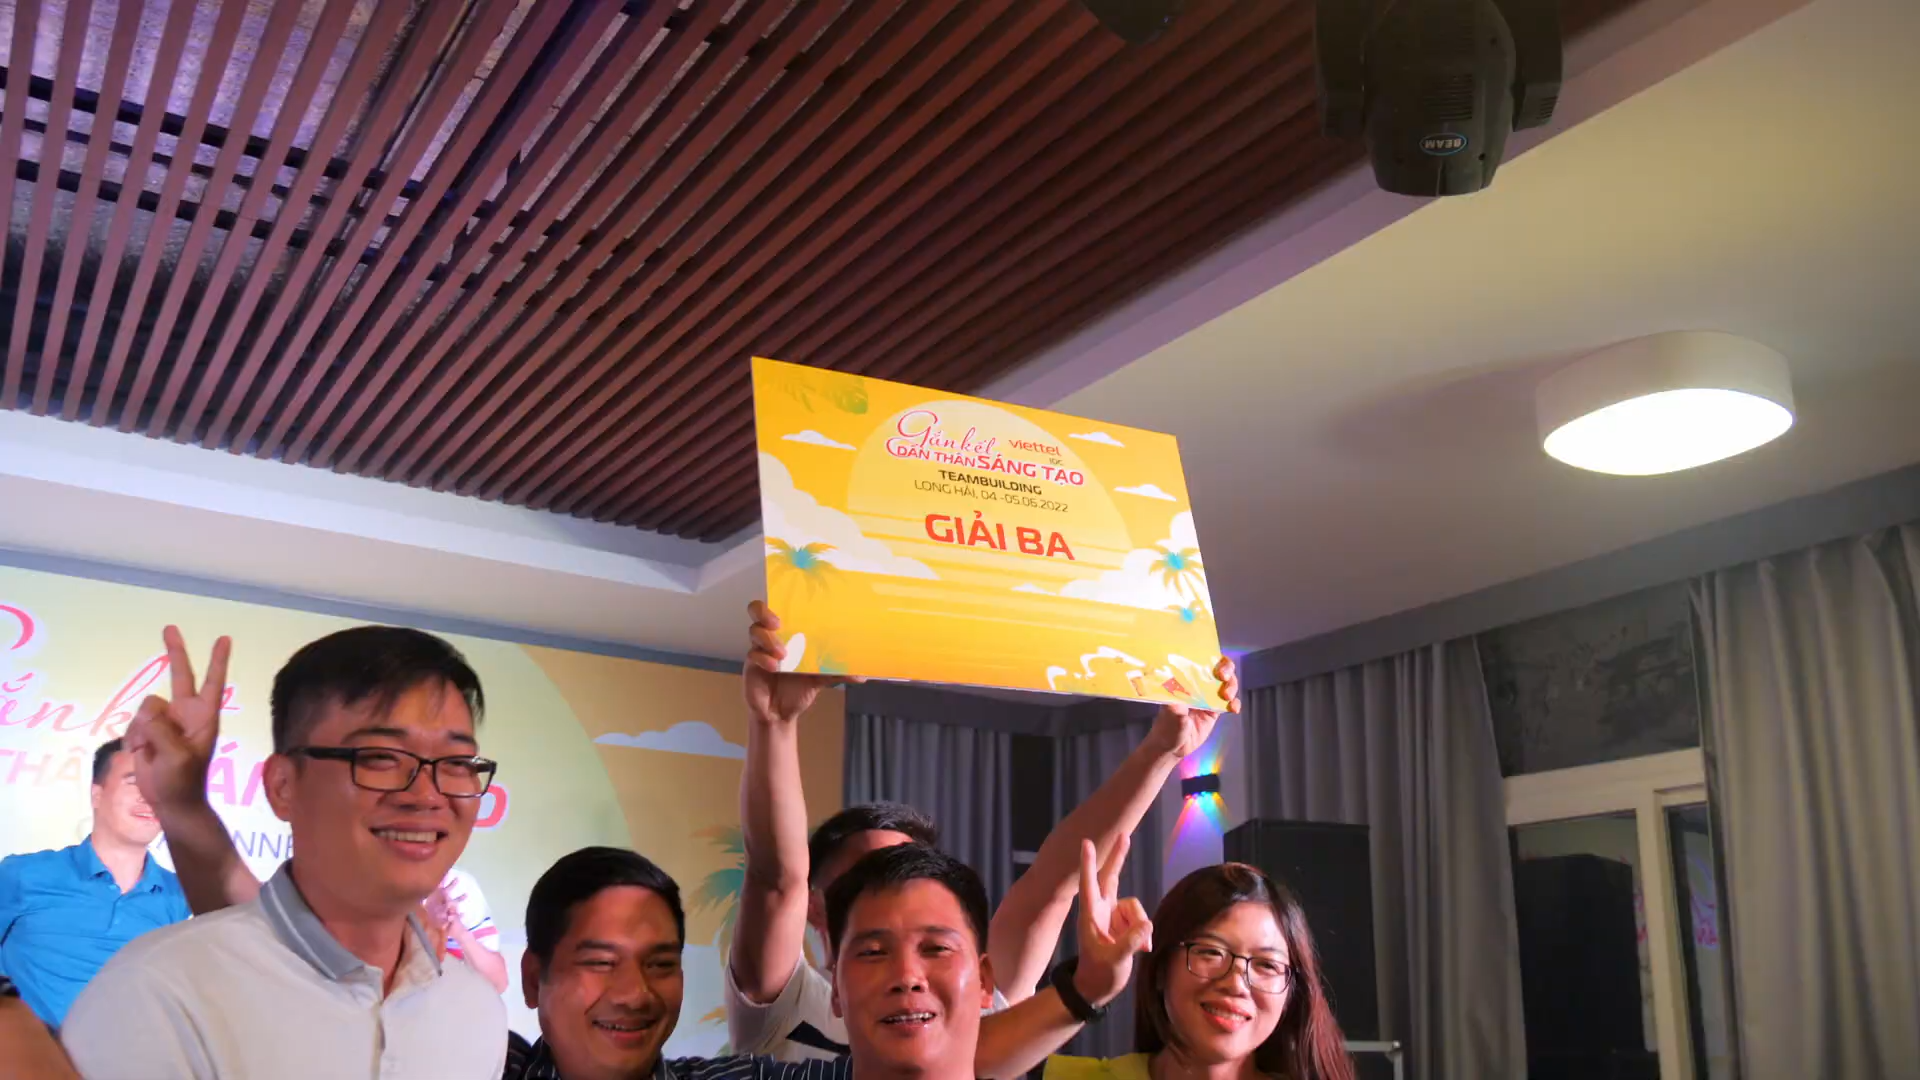 Gắn kết viettel
IDC
DẤN THÂN SÁNG TẠO
TEAMBUILDING
LONG HẢI, 04 -05.06.2022
GIẢI BA
BEAM